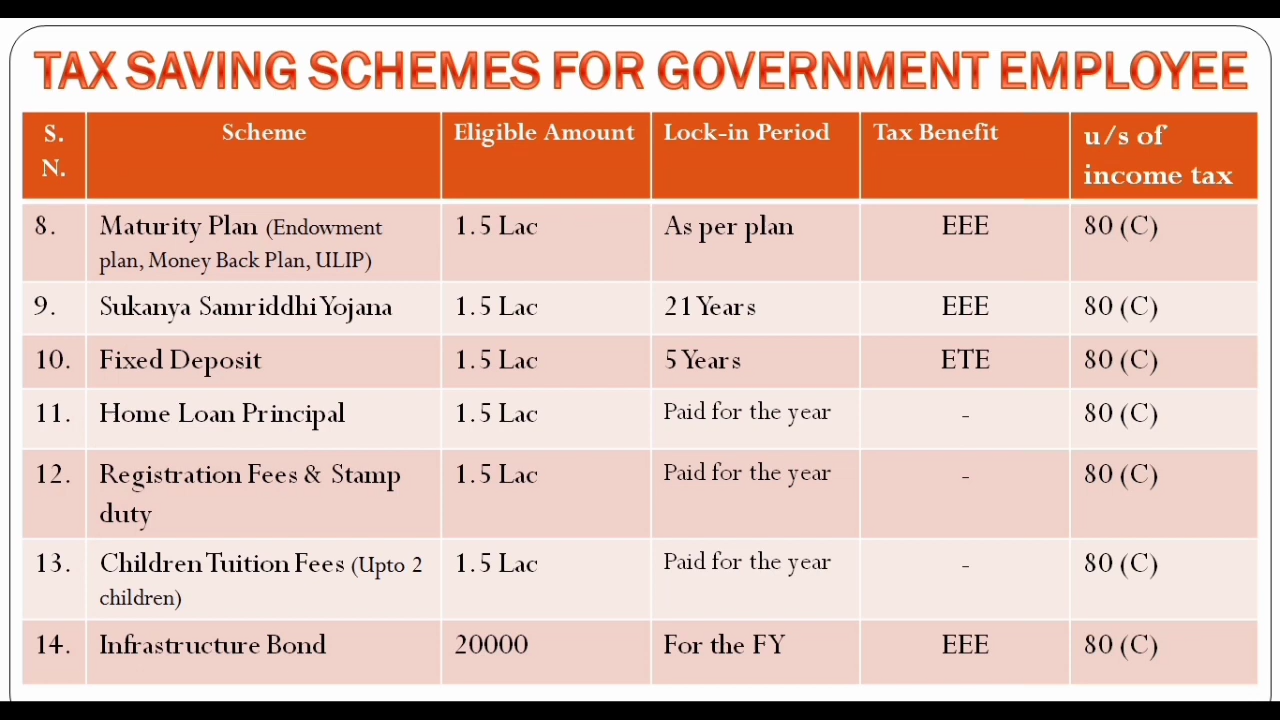 TAX SAVING SCHEMES FOR GOVERNMENT EMPLOYEE
S. N. Scheme Eligible Amount Lock-in Period Tax Benefit u/s of income tax
8. Maturity Plan (Endowment plan, Money Back Plan, ULIP) 1.5 Lac As per plan EEE 80 (C)
9. Sukanya Samriddhi Yojana 1.5 Lac 21 Years EEE 80 (C)
10. Fixed Deposit 1.5 Lac 5 Years ETE 80 (C)
11. Home Loan Principal 1.5 Lac Paid for the year - 80 (C)
12. Registration Fees & Stamp duty 1.5 Lac Paid for the year - 80 (C)
13. Children Tuition Fees (Upto 2 children) 1.5 Lac Paid for the year - 80 (C)
14. Infrastructure Bond 20000 For the FY EEE 80 (C)